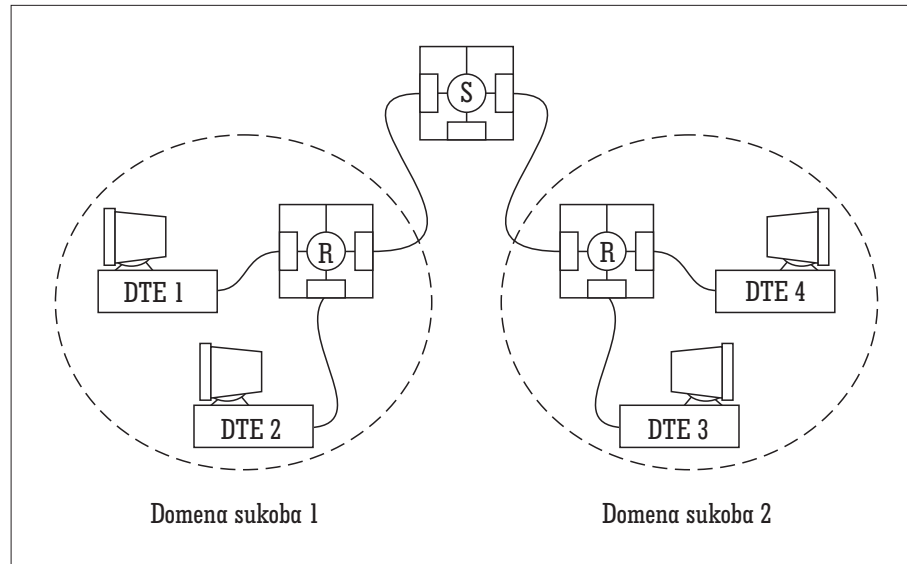 S
R
R
DTE 1
DTE 4
DTE 2
DTE 3
Domena sukoba 1
Domena sukoba 2